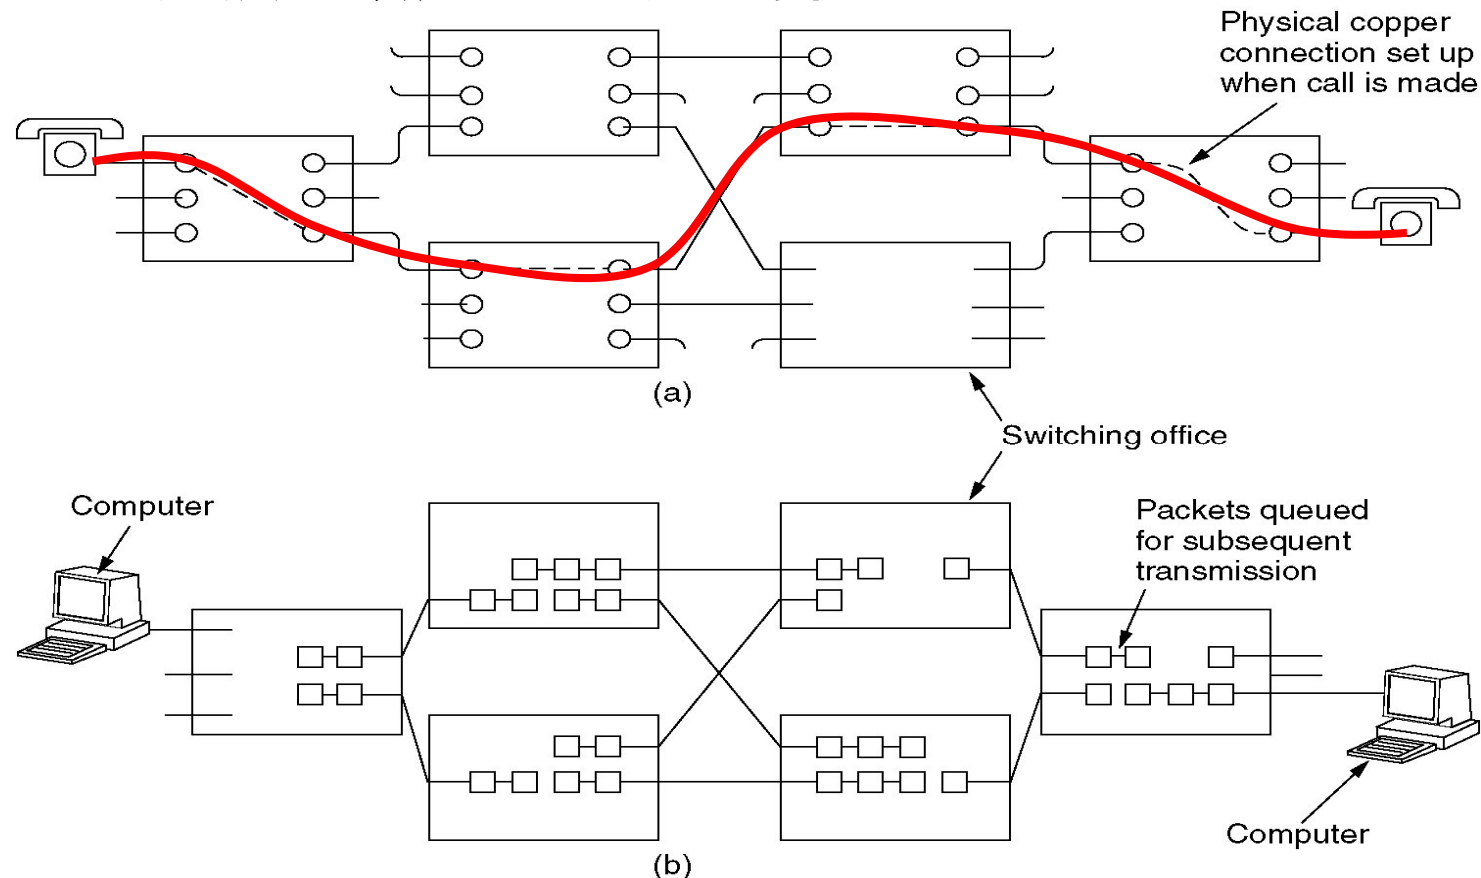 Physical copper
connection set up
when call is made
(a)
Switching office
Computer
Packets queued
for subsequent
transmission
Computer
(b)